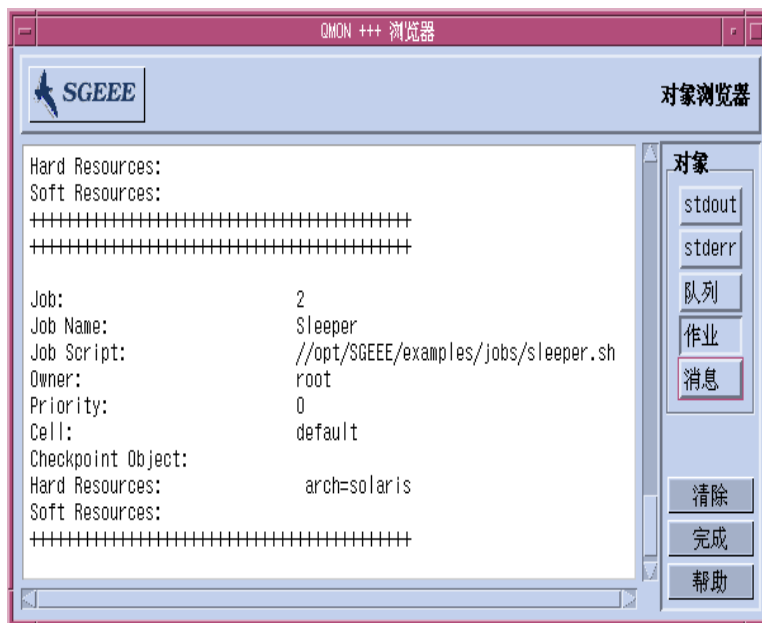 QMON +++ 浏览器
SGEEE
对象浏览器
Hard Resources:
Soft Resources:
++++++++++++++++++++++++++++++++++++++++++
++++++++++++++++++++++++++++++++++++++++++
Job: 2
Job Name: Sleeper
Job Script: //opt/SGEEE/examples/jobs/sleeper.sh
Owner: root
Priority: 0
Cell: default
Checkpoint Object:
Hard Resources: arch=solaris
Soft Resources:
++++++++++++++++++++++++++++++++++++++++++
对象
stdout
stderr
队列
作业
消息
清除
完成
帮助